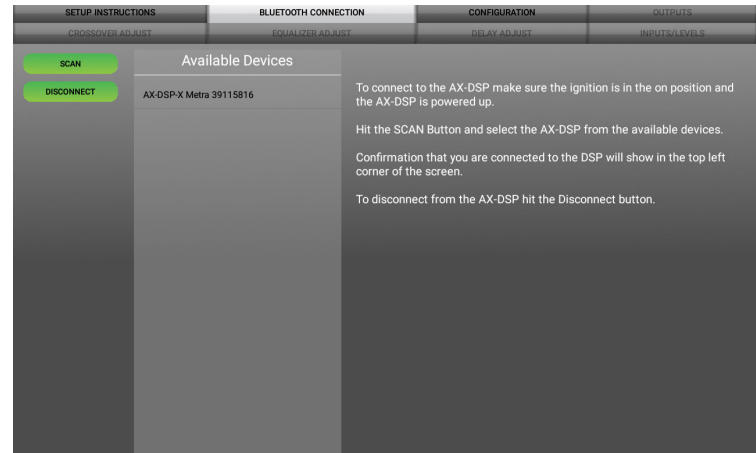 SETUP INSTRUCTIONS BLUETOOTH CONNECTION CONFIGURATION OUTPUTS
CROSSOVER ADJUST EQUALIZER ADJUST DELAY ADJUST INPUTS/LEVELS
SCAN
DISCONNECT
Available Devices
AX-DSP-X Metra 39115816
To connect to the AX-DSP make sure the ignition is in the on position and
the AX-DSP is powered up.
Hit the SCAN Button and select the AX-DSP from the available devices.
Confirmation that you are connected to the DSP will show in the top left
corner of the screen.
To disconnect from the AX-DSP hit the Disconnect button.